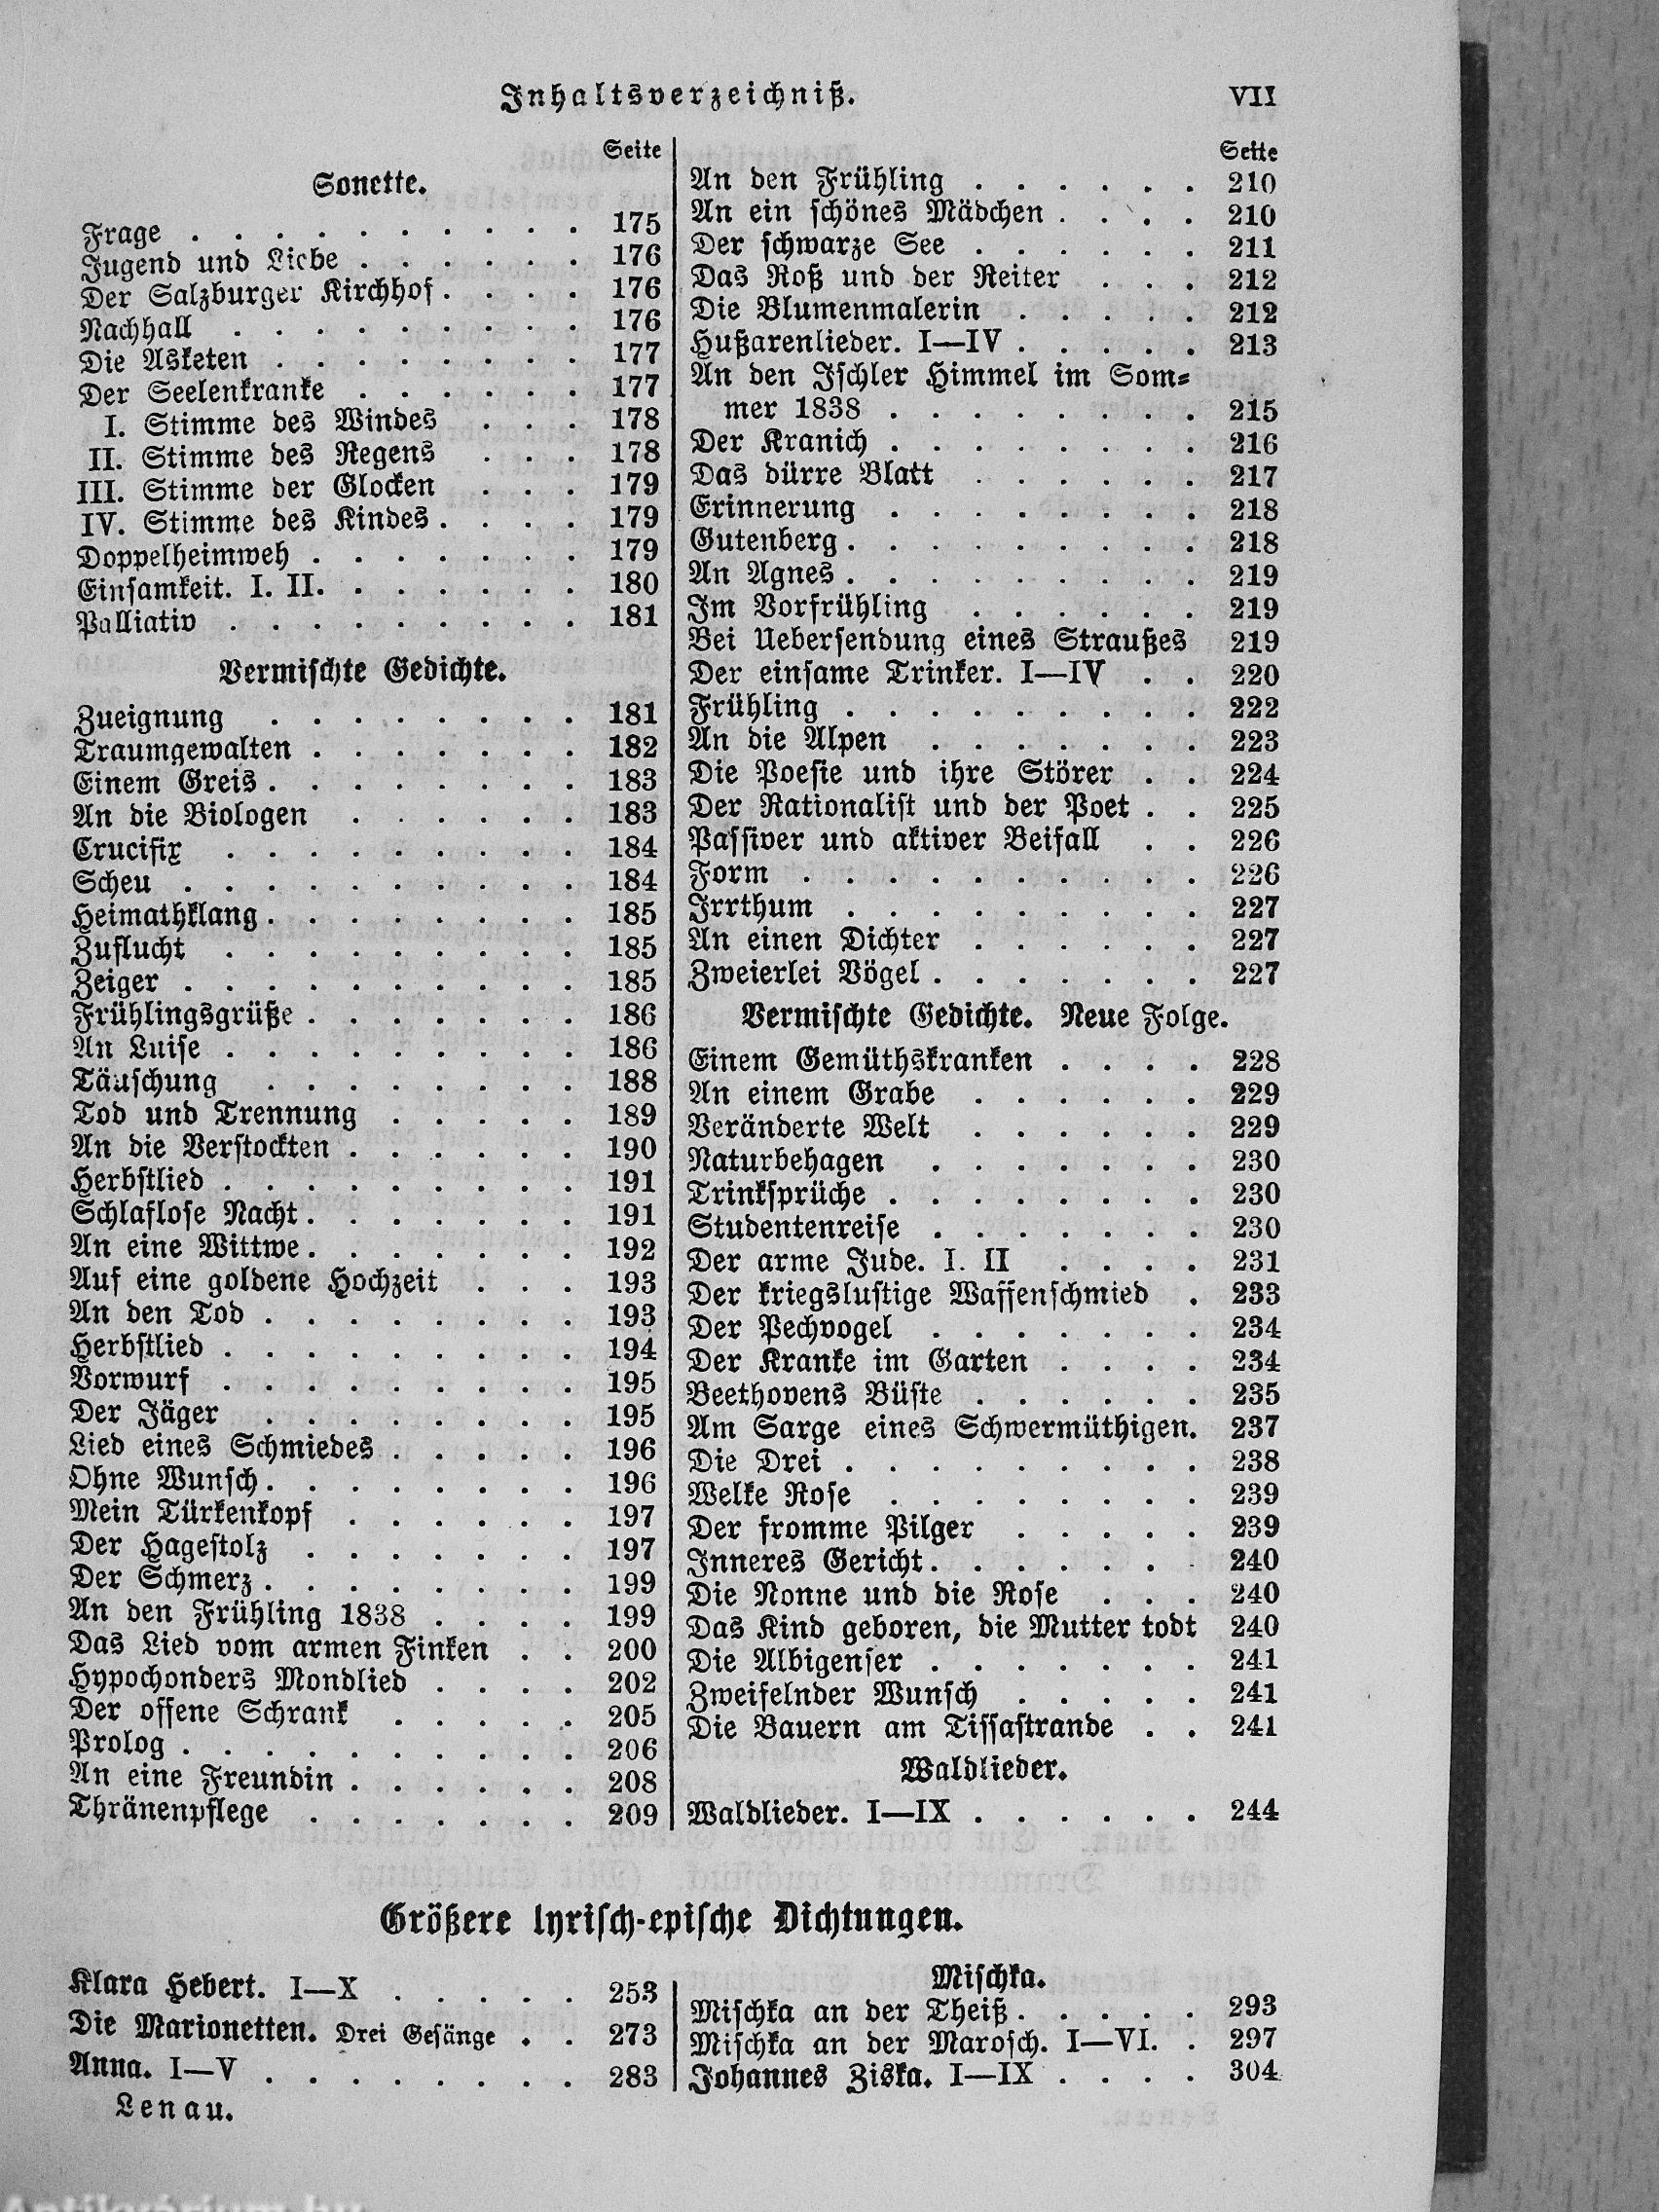 Inhaltsverzeichniß. VII
Seite
Sonette.
Frage . . . . . . . . . . 175
Jugend und Liebe . . . . . . 176
Der Salzburger Kirchhof . . . . 176
Nachhall . . . . . . . . . 176
Die Asketen . . . . . . . . 177
Der Seelenkranke . . . . . . 177
I. Stimme des Windes . . . 178
II. Stimme des Regens . . . 178
III. Stimme der Glocken . . . 179
IV. Stimme des Kindes . . . . 179
Doppelheimweh . . . . . . . 179
Einsamkeit. I. II. . . . . . . 180
Palliativ . . . . . . . . . 181
Vermischte Gedichte.
Zueignung . . . . . . . . 181
Traumgewalten . . . . . . . 182
Einem Greis . . . . . . . . 183
An die Biologen . . . . . . 183
Crucifix . . . . . . . . . 184
Scheu . . . . . . . . . . 184
Heimathklang . . . . . . . . 185
Zuflucht . . . . . . . . . 185
Zeiger . . . . . . . . . . 185
Frühlingsgrüße . . . . . . . 186
An Luise . . . . . . . . . 186
Täuschung . . . . . . . . 188
Tod und Trennung . . . . . 189
An die Verstockten . . . . . . 190
Herbstlied . . . . . . . . . 191
Schlaflose Nacht . . . . . . . 191
An eine Wittwe . . . . . . . 192
Auf eine goldene Hochzeit . . . 193
An den Tod . . . . . . . . 193
Herbstlied . . . . . . . . . 194
Vorwurf . . . . . . . . . 195
Der Jäger . . . . . . . . 195
Lied eines Schmiedes . . . . . 196
Ohne Wunsch . . . . . . . . 196
Mein Türkenkopf . . . . . . 197
Der Hagestolz . . . . . . . 197
Der Schmerz . . . . . . . . 199
An den Frühling 1838 . . . . 199
Das Lied vom armen Finken . . 200
Hypochonders Mondlied . . . . 202
Der offene Schrank . . . . . 205
Prolog . . . . . . . . . . 206
An eine Freundin . . . . . . 208
Thränenpflege . . . . . . . 209
Seite
An den Frühling . . . . . . 210
An ein schönes Mädchen . . . . 210
Der schwarze See . . . . . . 211
Das Roß und der Reiter . . . 212
Die Blumenmalerin . . . . . 212
Hußarenlieder. I—IV . . . . . 213
An den Ischler Himmel im Som=
mer 1838 . . . . . . . . 215
Der Kranich . . . . . . . . 216
Das dürre Blatt . . . . . . 217
Erinnerung . . . . . . . . 218
Gutenberg . . . . . . . . . 218
An Agnes . . . . . . . . . 219
Im Vorfrühling . . . . . . 219
Bei Uebersendung eines Straußes 219
Der einsame Trinker. I—IV . . 220
Frühling . . . . . . . . . 222
An die Alpen . . . . . . . 223
Die Poesie und ihre Störer . . 224
Der Rationalist und der Poet . . 225
Passiver und aktiver Beifall . . 226
Form . . . . . . . . . . 226
Irrthum . . . . . . . . . 227
An einen Dichter . . . . . . 227
Zweierlei Vögel . . . . . . . 227
Vermischte Gedichte. Neue Folge.
Einem Gemüthskranken . . . . 228
An einem Grabe . . . . . . 229
Veränderte Welt . . . . . . 229
Naturbehagen . . . . . . . 230
Trinksprüche . . . . . . . . 230
Studentenreise . . . . . . . 230
Der arme Jude. I. II . . . . 231
Der kriegslustige Waffenschmied . 233
Der Pechvogel . . . . . . . 234
Der Kranke im Garten . . . . 234
Beethovens Büste . . . . . . 235
Am Sarge eines Schwermüthigen. 237
Die Drei . . . . . . . . . 238
Welke Rose . . . . . . . . 239
Der fromme Pilger . . . . . 239
Inneres Gericht . . . . . . . 240
Die Nonne und die Rose . . . 240
Das Kind geboren, die Mutter todt 240
Die Albigenser . . . . . . . 241
Zweifelnder Wunsch . . . . . 241
Die Bauern am Tissastrande . . 241
Waldlieder.
Waldlieder. I—IX . . . . . . 244
Größere lyrisch-epische Dichtungen.
Klara Hebert. I—X . . . . . 253
Die Marionetten. Drei Gesänge . . 273
Anna. I—V . . . . . . . . 283
Mischka.
Mischka an der Theiß . . . . . 293
Mischka an der Marosch. I—VI. . 297
Johannes Ziska. I—IX . . . . 304
Lenau.